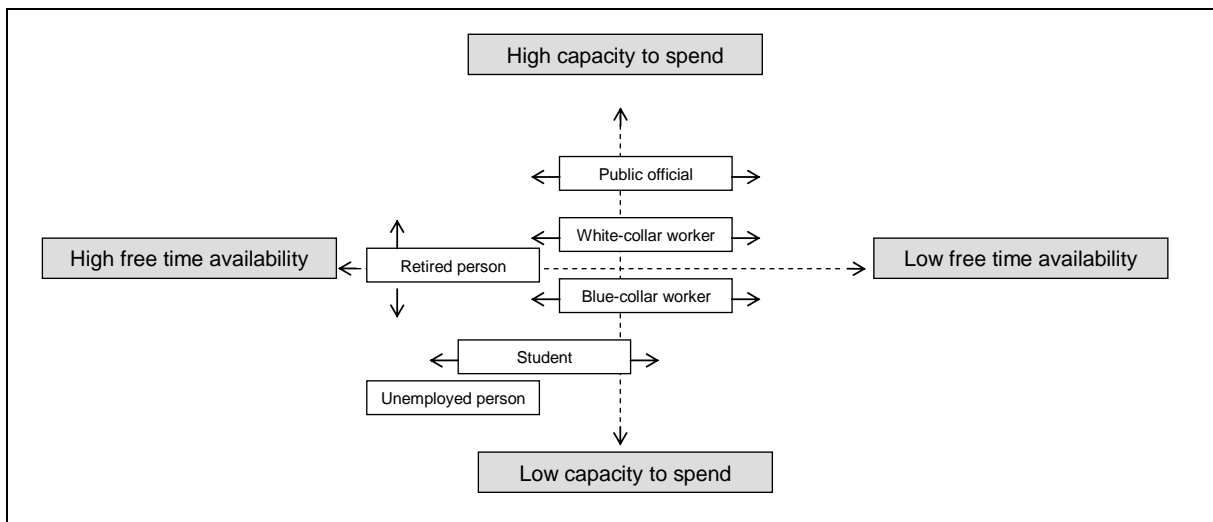 High capacity to spend
Public official
White-collar worker
High free time availability
Retired person
Low free time availability
Blue-collar worker
Student
Unemployed person
Low capacity to spend